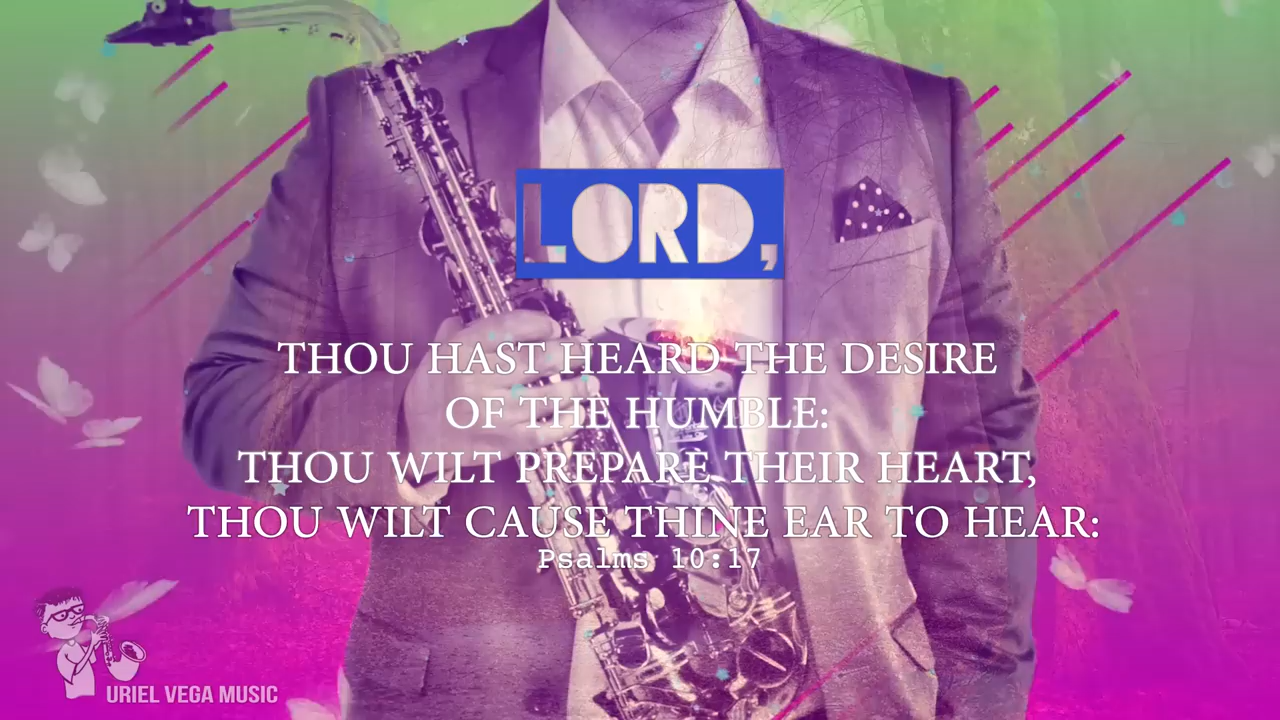 LORD,
THOU HAST HEARD THE DESIRE
OF THE HUMBLE:
THOU WILT PREPARE THEIR HEART,
THOU WILT CAUSE THINE EAR TO HEAR:
Psalms 10:17
URIEL VEGA MUSIC